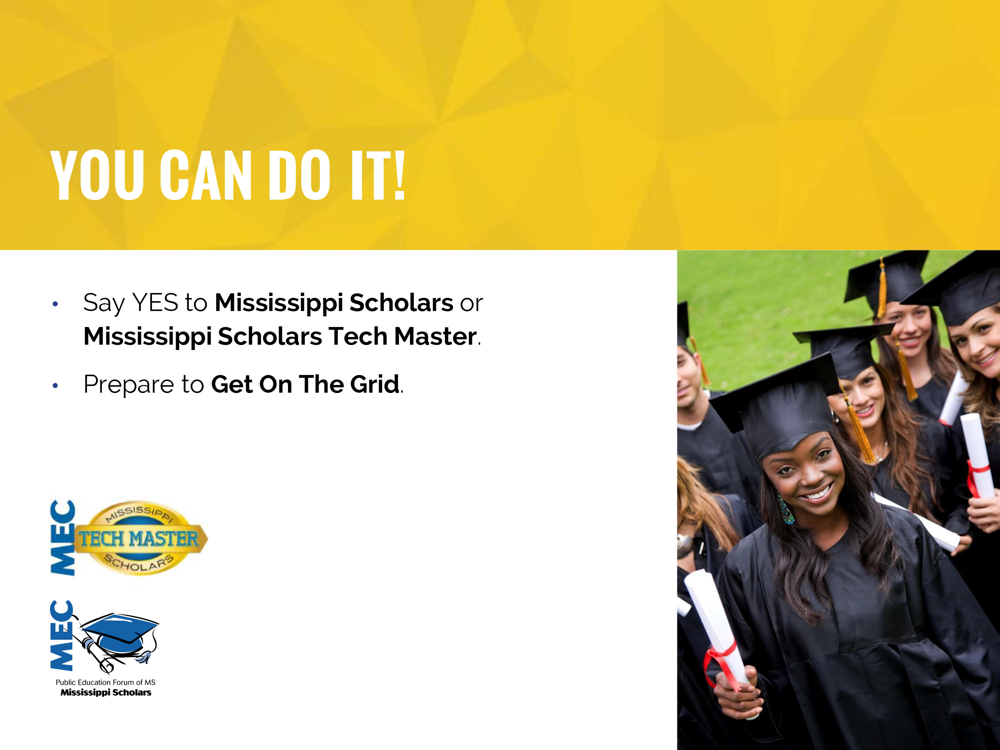 YOU CAN DO IT!
• Say YES to Mississippi Scholars or
Mississippi Scholars Tech Master.
• Prepare to Get On The Grid.
MEC
MISSISSIPPI
TECH MASTER
SCHOLARS
MEC
Public Education Forum of MS
Mississippi Scholars